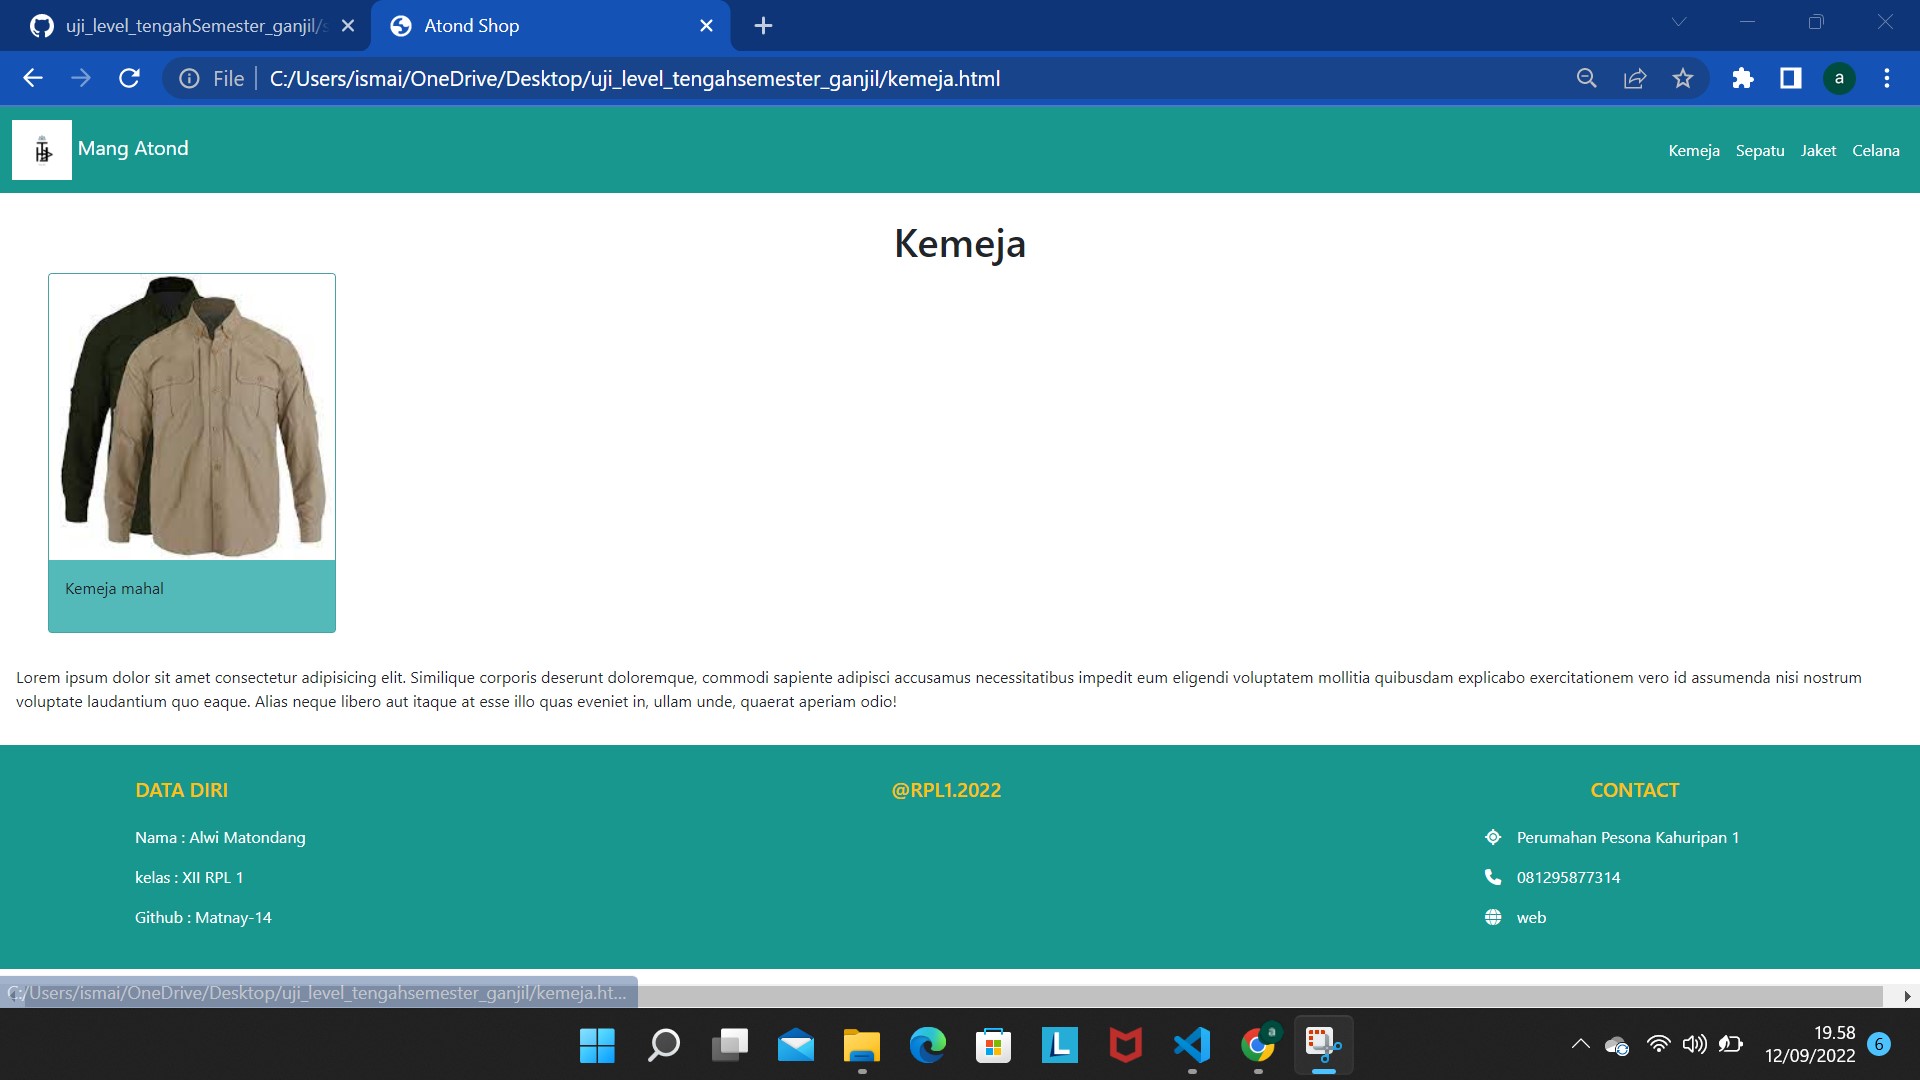 uji_level_tengahSemester_ganjil/s
Atond Shop
File
C:/Users/ismai/OneDrive/Desktop/uji_level_tengahsemester_ganjil/kemeja.html
a
Mang Atond
Kemeja Sepatu Jaket Celana
Kemeja
Kemeja mahal
Lorem ipsum dolor sit amet consectetur adipisicing elit. Similique corporis deserunt doloremque, commodi sapiente adipisci accusamus necessitatibus impedit eum eligendi voluptatem mollitia quibusdam explicabo exercitationem vero id assumenda nisi nostrum
voluptate laudantium quo eaque. Alias neque libero aut itaque at esse illo quas eveniet in, ullam unde, quaerat aperiam odio!
DATA DIRI
Nama : Alwi Matondang
kelas : XII RPL 1
Github : Matnay-14
@RPL1.2022
CONTACT
Perumahan Pesona Kahuripan 1
081295877314
web
C:/Users/ismai/OneDrive/Desktop/uji_level_tengahsemester_ganjil/kemeja.ht...
L
a
19.58
12/09/2022
6